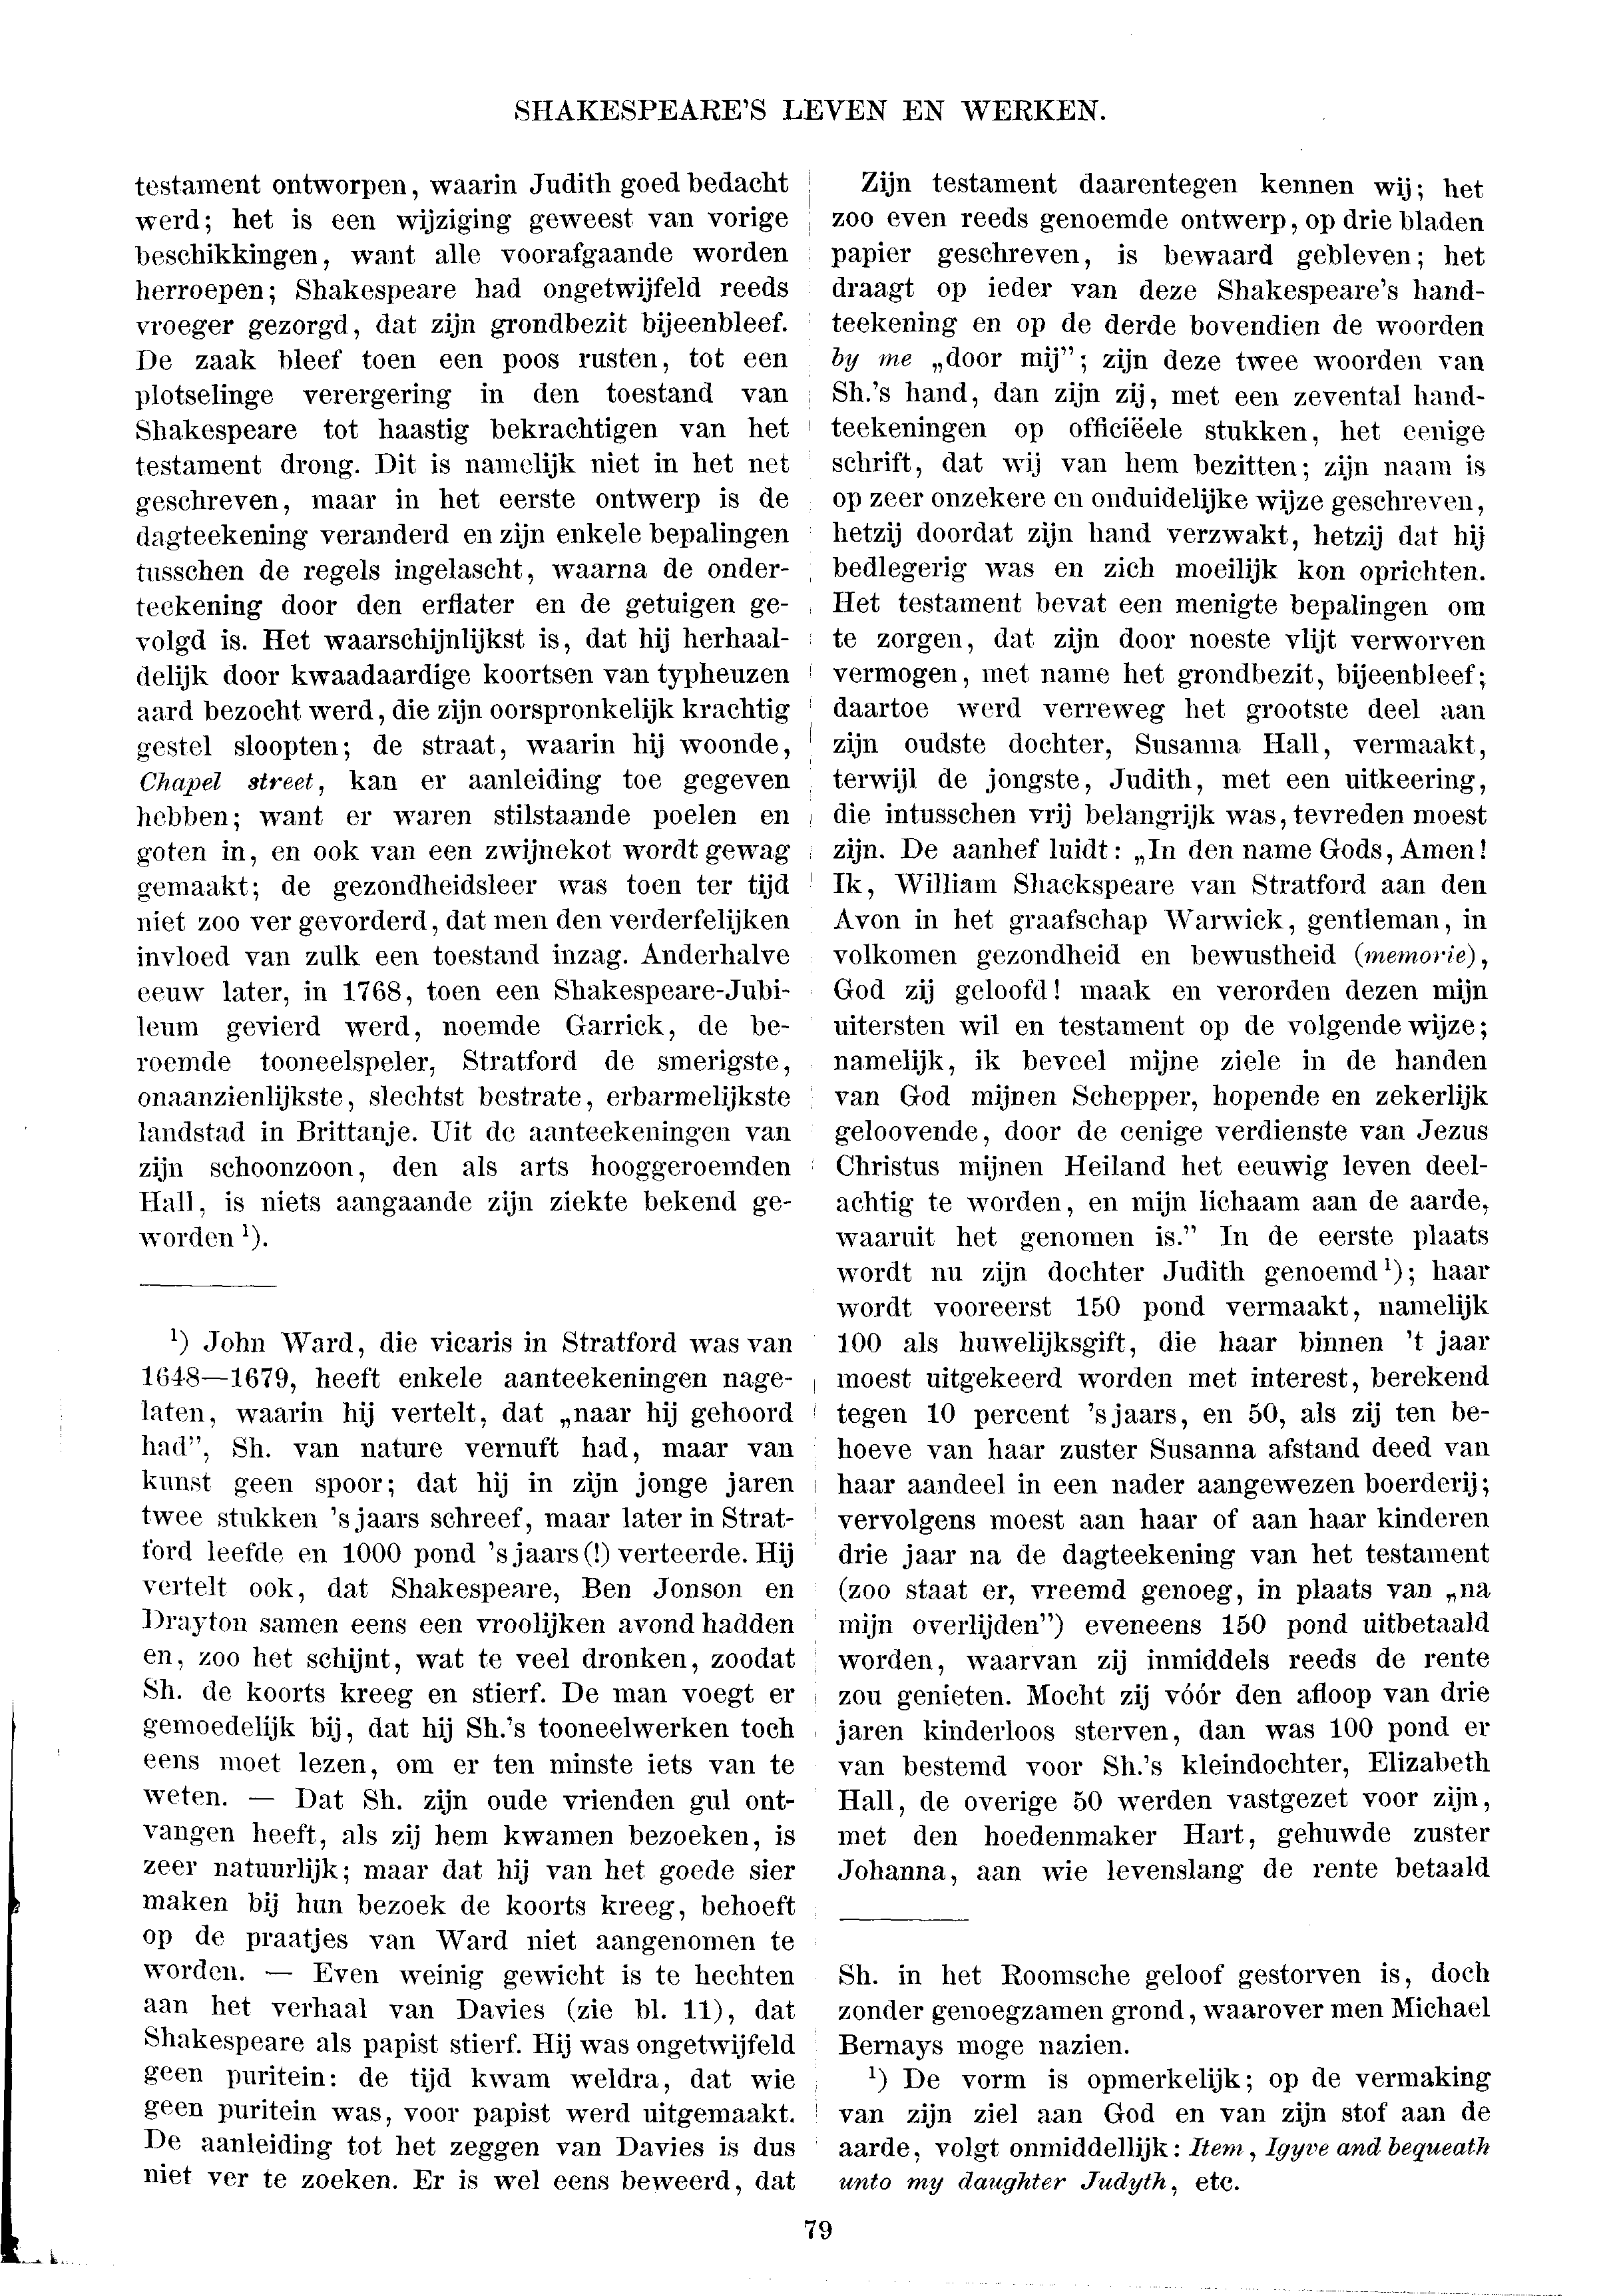 SHAKESPEARE'S LEVEN EN WERKEN.
testament ontworpen, waarin Judith goed bedacht
werd; het is een wijziging geweest van vorige
beschikkingen, want alle voorafgaande worden
herroepen; Shakespeare had ongetwijfeld reeds
vroeger gezorgd, dat zijn grondbezit bijeenbleef.
De zaak bleef toen een poos rusten, tot een
plotselinge verergering in den toestand van
Shakespeare tot haastig bekrachtigen van het
testament drong. Dit is namelijk niet in het net
geschreven, maar in het eerste ontwerp is de
dagteekening veranderd en zijn enkele bepalingen
tusschen de regels ingelascht, waarna de onder-
teekening door den erflater en de getuigen ge-
volgd is. Het waarschijnlijkst is, dat hij herhaal-
delijk door kwaadaardige koortsen van typheuzen
aard bezocht werd, die zijn oorspronkelijk krachtig
gestel sloopten; de straat, waarin hij woonde,
Chapel street, kan er aanleiding toe gegeven
hebben; want er waren stilstaande poelen en
goten in, en ook van een zwijnekot wordt gewag
gemaakt; de gezondheidsleer was toen ter tijd
niet zoo ver gevorderd, dat men den verderfelijken
invloed van zulk een toestand inzag. Anderhalve
eeuw later, in 1768, toen een Shakespeare-Jubi-
leum gevierd werd, noemde Garrick, de be-
roemde tooneelspeler, Stratford de smerigste,
onaanzienlijkste, slechtst bestrate, erbarmelijkste
landstad in Brittanje. Uit de aanteekeningen van
zijn schoonzoon, den als arts hooggeroemden
Hall, is niets aangaande zijn ziekte bekend ge-
worden ¹).
¹) John Ward, die vicaris in Stratford was van
1648—1679, heeft enkele aanteekeningen nage-
laten, waarin hij vertelt, dat „naar hij gehoord
had”, Sh. van nature vernuft had, maar van
kunst geen spoor; dat hij in zijn jonge jaren
twee stukken 'sjaars schreef, maar later in Strat-
ford leefde en 1000 pond 'sjaars (!) verteerde. Hij
vertelt ook, dat Shakespeare, Ben Jonson en
Drayton samen eens een vroolijken avond hadden
en, zoo het schijnt, wat te veel dronken, zoodat
Sh. de koorts kreeg en stierf. De man voegt er
gemoedelijk bij, dat hij Sh.'s tooneelwerken toch
eens moet lezen, om er ten minste iets van te
weten. — Dat Sh. zijn oude vrienden gul ont-
vangen heeft, als zij hem kwamen bezoeken, is
zeer natuurlijk; maar dat hij van het goede sier
maken bij hun bezoek de koorts kreeg, behoeft
op de praatjes van Ward niet aangenomen te
worden. — Even weinig gewicht is te hechten
aan het verhaal van Davies (zie bl. 11), dat
Shakespeare als papist stierf. Hij was ongetwijfeld
geen puritein: de tijd kwam weldra, dat wie
geen puritein was, voor papist werd uitgemaakt.
De aanleiding tot het zeggen van Davies is dus
niet ver te zoeken. Er is wel eens beweerd, dat
Zijn testament daarentegen kennen wij; het
zoo even reeds genoemde ontwerp, op drie bladen
papier geschreven, is bewaard gebleven; het
draagt op ieder van deze Shakespeare's hand-
teekening en op de derde bovendien de woorden
by me „door mij”; zijn deze twee woorden van
Sh.'s hand, dan zijn zij, met een zevental hand-
teekeningen op officiëele stukken, het eenige
schrift, dat wij van hem bezitten; zijn naam is
op zeer onzekere en onduidelijke wijze geschreven,
hetzij doordat zijn hand verzwakt, hetzij dat hij
bedlegerig was en zich moeilijk kon oprichten.
Het testament bevat een menigte bepalingen om
te zorgen, dat zijn door noeste vlijt verworven
vermogen, met name het grondbezit, bijeenbleef;
daartoe werd verreweg het grootste deel aan
zijn oudste dochter, Susanna Hall, vermaakt,
terwijl de jongste, Judith, met een uitkeering,
die intusschen vrij belangrijk was, tevreden moest
zijn. De aanhef luidt: „In den name Gods, Amen!
Ik, William Shackspeare van Stratford aan den
Avon in het graafschap Warwick, gentleman, in
volkomen gezondheid en bewustheid (memorie),
God zij geloofd! maak en verorden dezen mijn
uitersten wil en testament op de volgende wijze;
namelijk, ik beveel mijne ziele in de handen
van God mijnen Schepper, hopende en zekerlijk
geloovende, door de eenige verdienste van Jezus
Christus mijnen Heiland het eeuwig leven deel-
achtig te worden, en mijn lichaam aan de aarde,
waaruit het genomen is.” In de eerste plaats
wordt nu zijn dochter Judith genoemd¹); haar
wordt vooreerst 150 pond vermaakt, namelijk
100 als huwelijksgift, die haar binnen 't jaar
moest uitgekeerd worden met interest, berekend
tegen 10 percent 'sjaars, en 50, als zij ten be-
hoeve van haar zuster Susanna afstand deed van
haar aandeel in een nader aangewezen boerderij;
vervolgens moest aan haar of aan haar kinderen
drie jaar na de dagteekening van het testament
(zoo staat er, vreemd genoeg, in plaats van „na
mijn overlijden”) eveneens 150 pond uitbetaald
worden, waarvan zij inmiddels reeds de rente
zou genieten. Mocht zij vóór den afloop van drie
jaren kinderloos sterven, dan was 100 pond er
van bestemd voor Sh.'s kleindochter, Elizabeth
Hall, de overige 50 werden vastgezet voor zijn,
met den hoedenmaker Hart, gehuwde zuster
Johanna, aan wie levenslang de rente betaald
Sh. in het Roomsche geloof gestorven is, doch
zonder genoegzamen grond, waarover men Michael
Bernays moge nazien.
¹) De vorm is opmerkelijk; op de vermaking
van zijn ziel aan God en van zijn stof aan de
aarde, volgt onmiddellijk: Item, Igyve and bequeath
unto my daughter Judyth, etc.
79